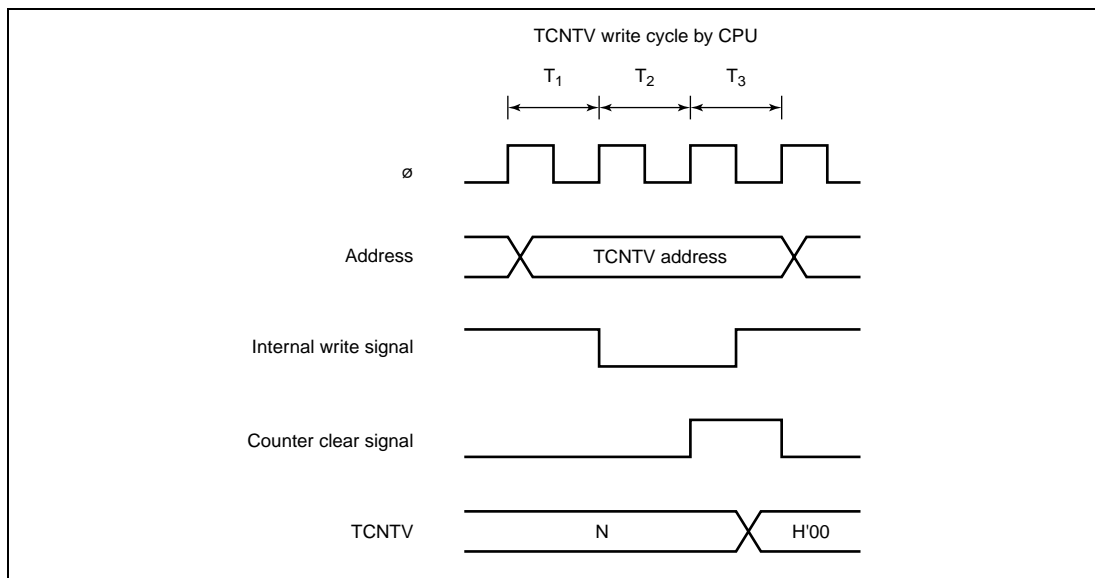 TCNTV write cycle by CPU
T1 T2 T3
ø
Address TCNTV address
Internal write signal
Counter clear signal
TCNTV N H'00